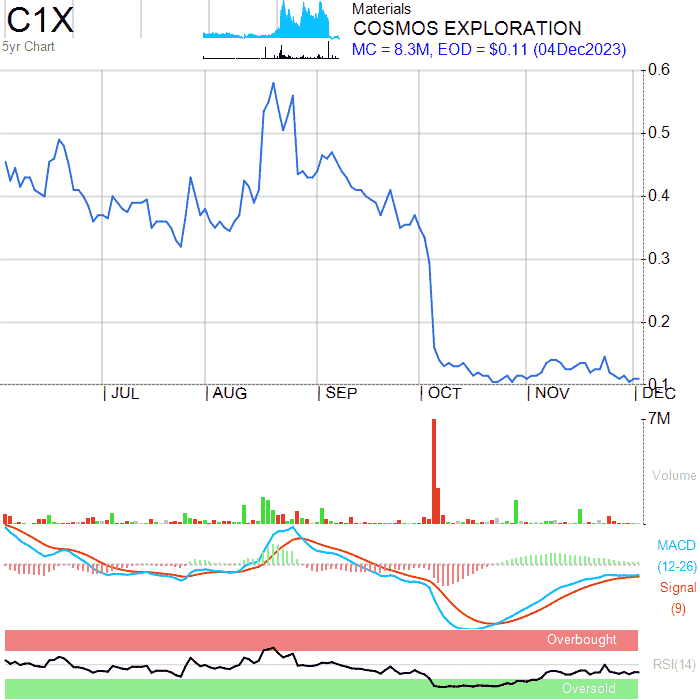 C1X
5yr Chart
Materials
COSMOS EXPLORATION
MC = 8.3M, EOD = $0.11 (04Dec2023)
0.6
0.5
0.4
0.3
0.2
0.1
JUL
AUG
SEP
OCT
NOV
DEC
7M
Volume
MACD
(12-26)
Signal
(9)
Overbought
RSI(14)
Oversold